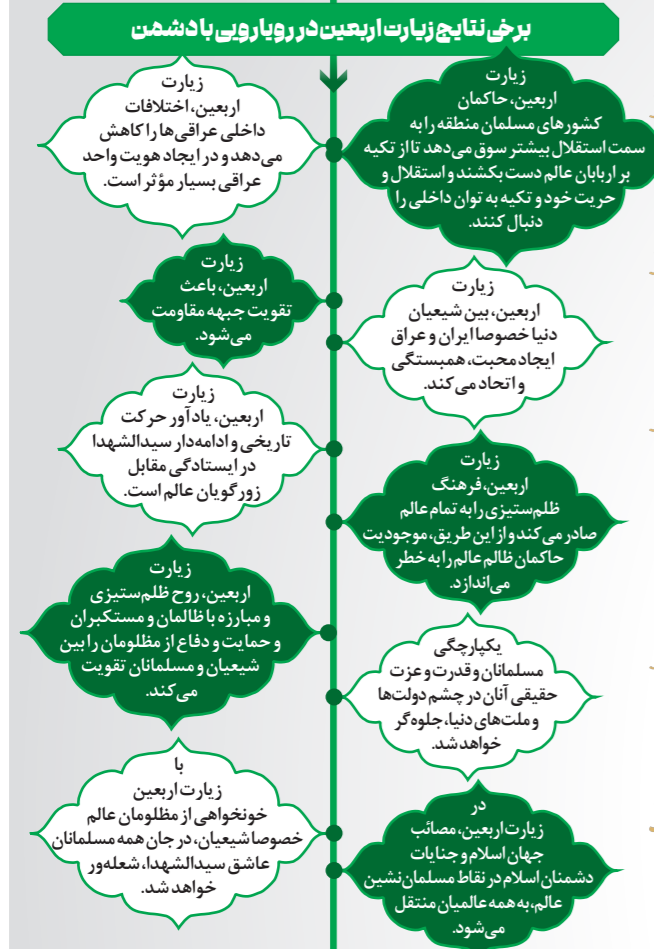 برخی نتایج زیارت اربعین در رویارویی با دشمن
زیارت
اربعین، حاکمان
کشورهای مسلمان منطقه را به
سمت استقلال بیشتر سوق می‌دهد تا از تکیه
بر اربابان عالم دست بکشند و استقلال و
حریت خود و تکیه به توان داخلی را
دنبال کنند.
زیارت
اربعین، اختلافات
داخلی عراقی‌ها را کاهش
می‌دهد و در ایجاد هویت واحد
عراقی بسیار مؤثر است.
زیارت
اربعین، بین شیعیان
دنیا خصوصا ایران و عراق
ایجاد محبت، همبستگی
و اتحاد می‌کند.
زیارت
اربعین، باعث
تقویت جبهه مقاومت
می‌شود.
زیارت
اربعین، فرهنگ
ظلم‌ستیزی را به تمام عالم
صادر می‌کند و از این طریق، موجودیت
حاکمان ظالم عالم را به خطر
می‌اندازد.
زیارت
اربعین، یادآور حرکت
تاریخی و ادامه‌دار سیدالشهدا
در ایستادگی مقابل
زورگویان عالم است.
یکپارچگی
مسلمانان و قدرت و عزت
حقیقی آنان در چشم دولت‌ها
و ملت‌های دنیا، جلوه‌گر
خواهد شد.
زیارت
اربعین، روح ظلم‌ستیزی
و مبارزه با ظالمان و مستکبران
و حمایت و دفاع از مظلومان را بین
شیعیان و مسلمانان تقویت
می‌کند.
در
زیارت اربعین، مصائب
جهان اسلام و جنایات
دشمنان اسلام در نقاط مسلمان‌نشین
عالم، به همه عالمیان منتقل
می‌شود.
با
زیارت اربعین
خونخواهی از مظلومان عالم
خصوصا شیعیان، در جان همه مسلمانان
عاشق سیدالشهدا، شعله‌ور
خواهد شد.